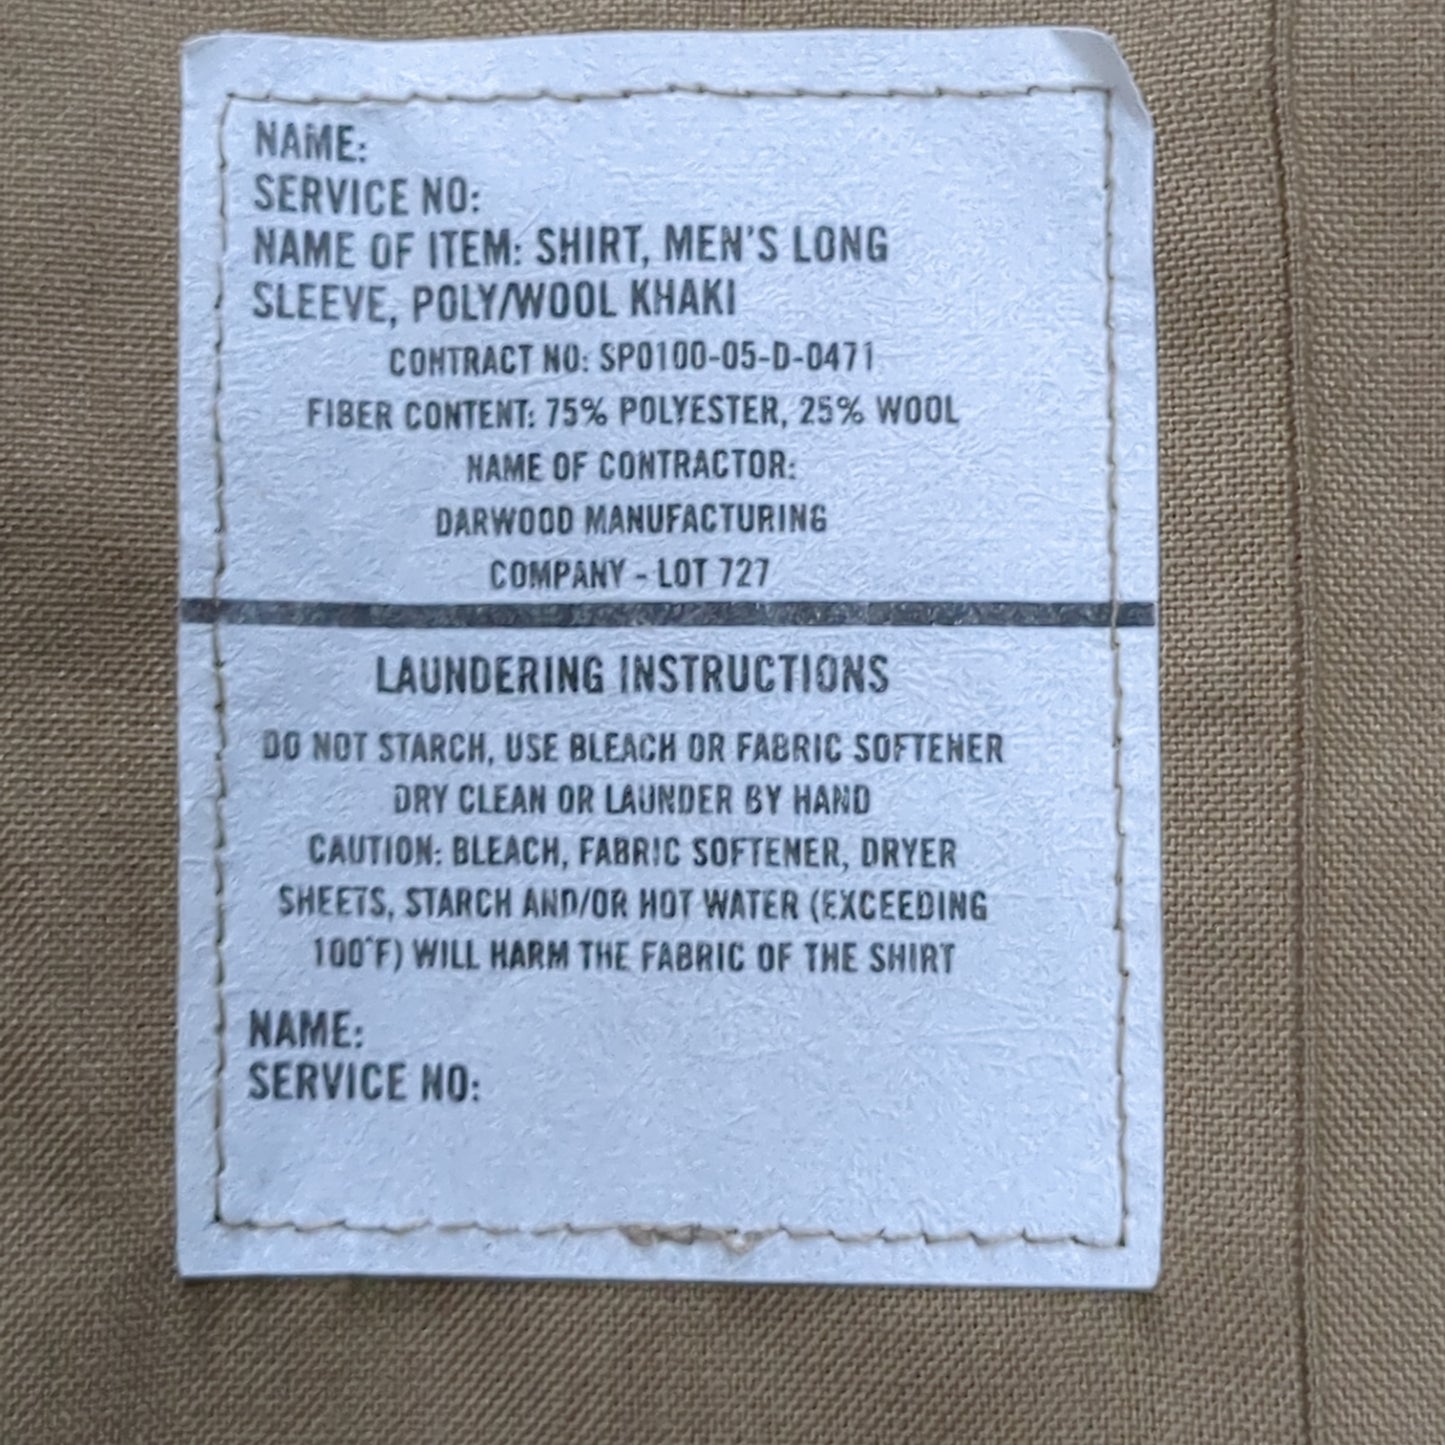 NAME:
SERVICE NO:
NAME OF ITEM: SHIRT, MEN'S LONG
SLEEVE, POLY/WOOL KHAKI
CONTRACT NO: SP0100-05-D-0471
FIBER CONTENT: 75% POLYESTER, 25% WOOL
NAME OF CONTRACTOR:
DARWOOD MANUFACTURING
COMPANY - LOT 727
LAUNDERING INSTRUCTIONS
DO NOT STARCH, USE BLEACH OR FABRIC SOFTENER
DRY CLEAN OR LAUNDER BY HAND
CAUTION: BLEACH, FABRIC SOFTENER, DRYER
SHEETS, STARCH AND/OR HOT WATER (EXCEEDING
100°F) WILL HARM THE FABRIC OF THE SHIRT
NAME:
SERVICE NO: